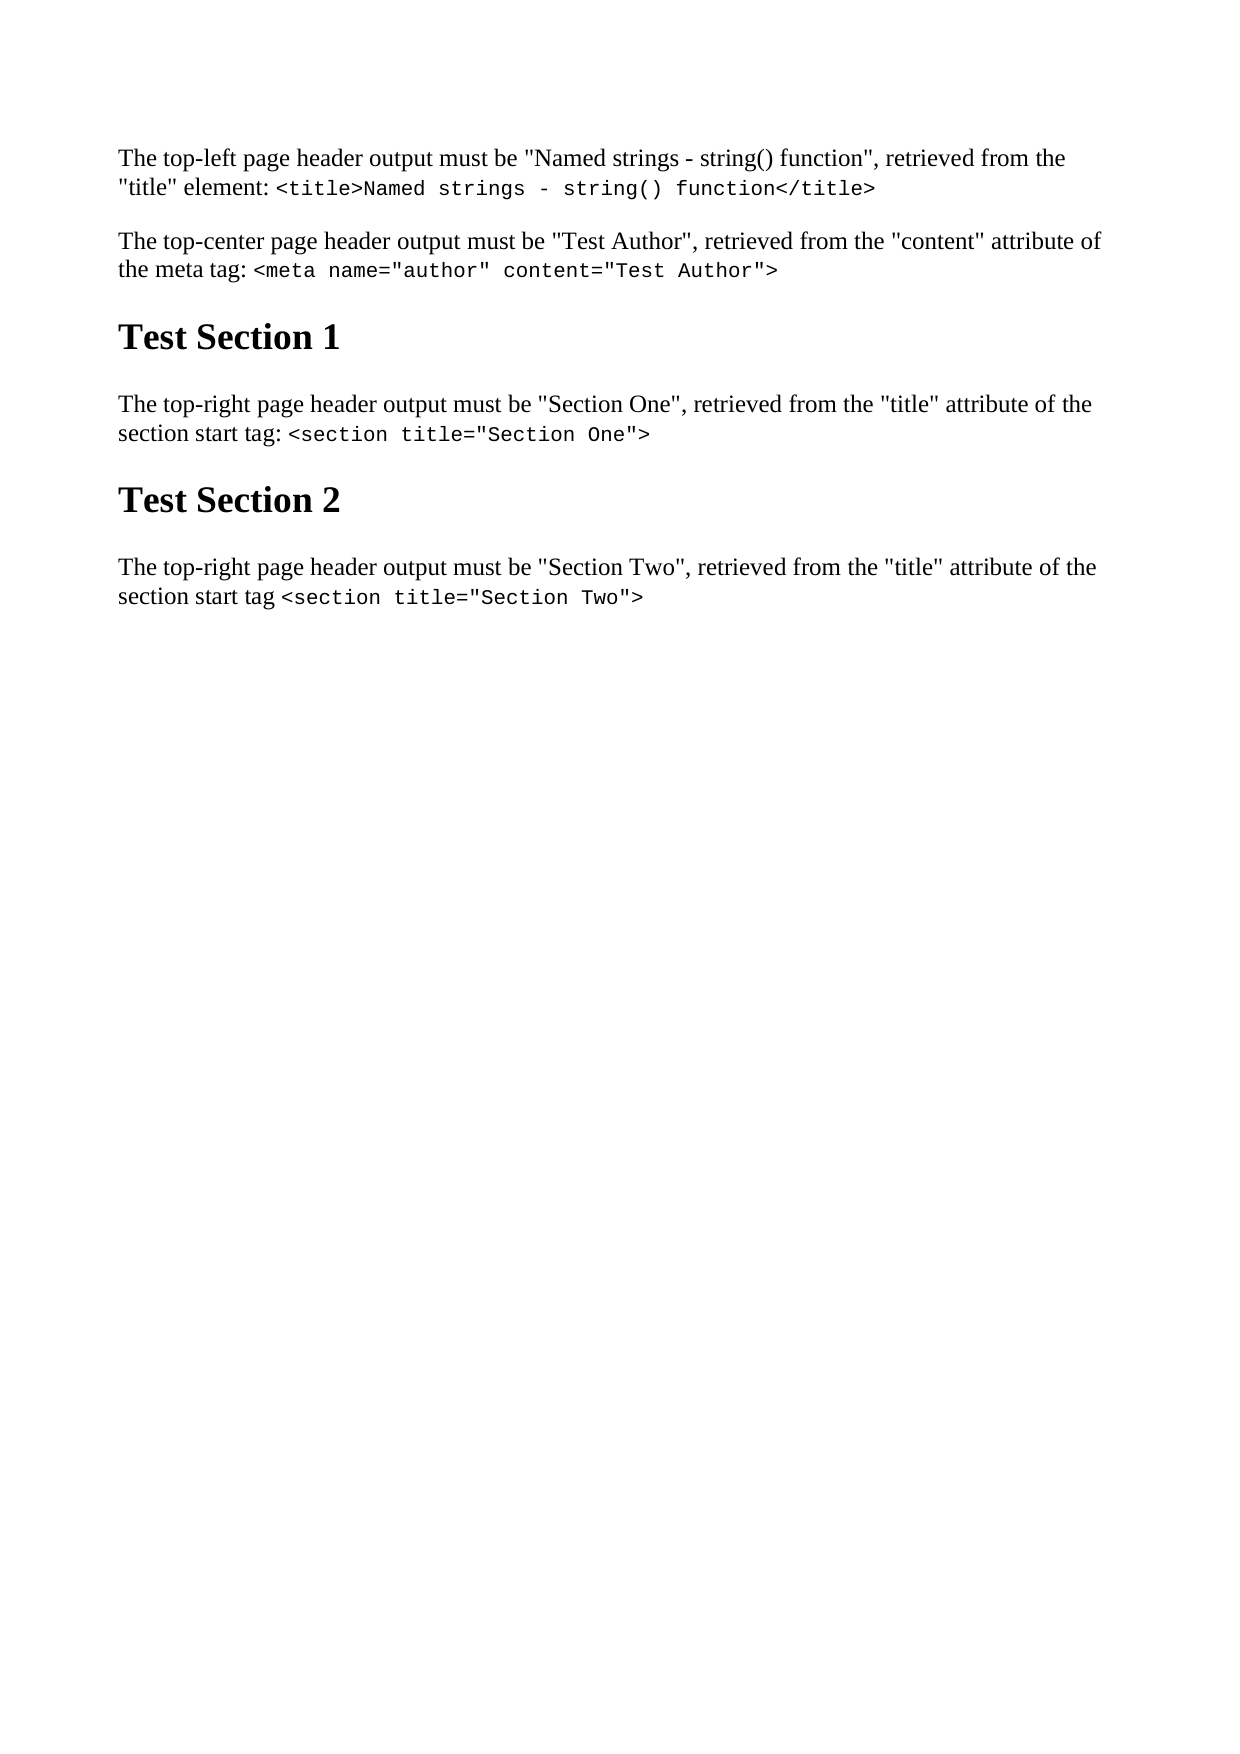 The top-left page header output must be "Named strings - string() function", retrieved from the
"title" element: <title>Named strings - string() function</title>
The top-center page header output must be "Test Author", retrieved from the "content" attribute of
the meta tag: <meta name="author" content="Test Author">
Test Section 1
The top-right page header output must be "Section One", retrieved from the "title" attribute of the
section start tag: <section title="Section One">
Test Section 2
The top-right page header output must be "Section Two", retrieved from the "title" attribute of the
section start tag <section title="Section Two">